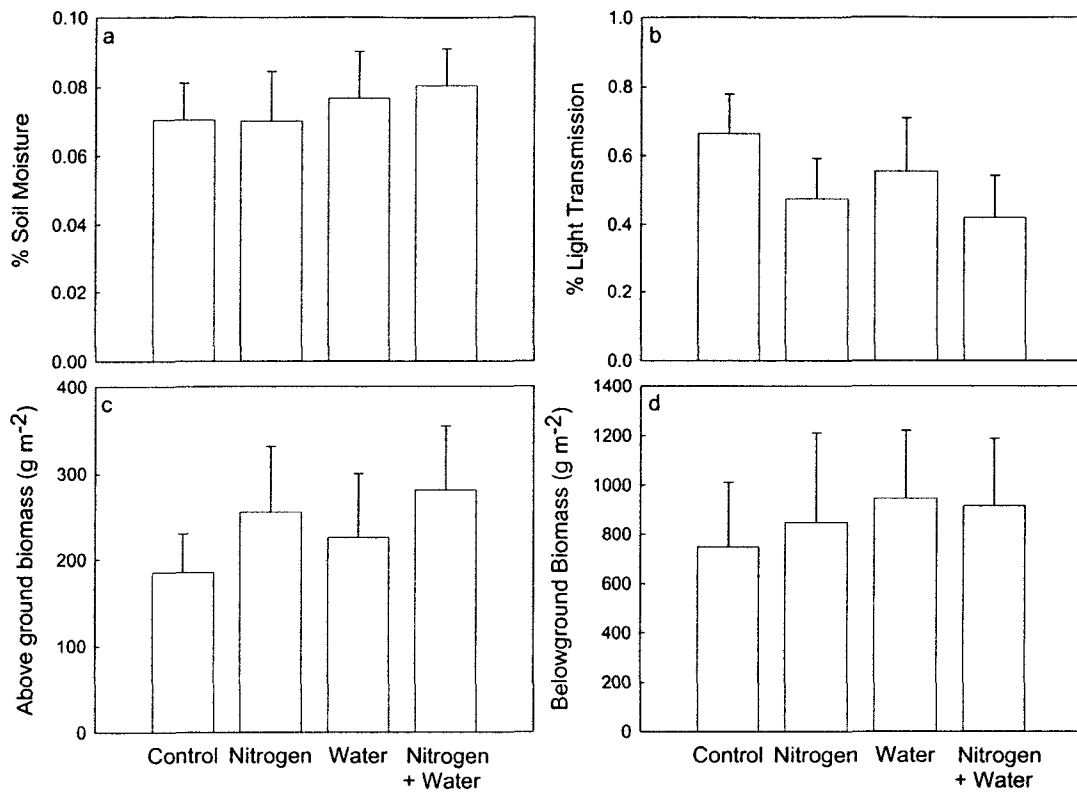 a
% Soil Moisture
0.10
0.08
0.06
0.04
0.02
0.00
b
% Light Transmission
1.0
0.8
0.6
0.4
0.2
0.0
c
Above ground biomass (g m-2)
400
300
200
100
0
Control Nitrogen Water Nitrogen
+ Water
d
Belowground Biomass (g m-2)
1400
1200
1000
800
600
400
200
0
Control Nitrogen Water Nitrogen
+ Water